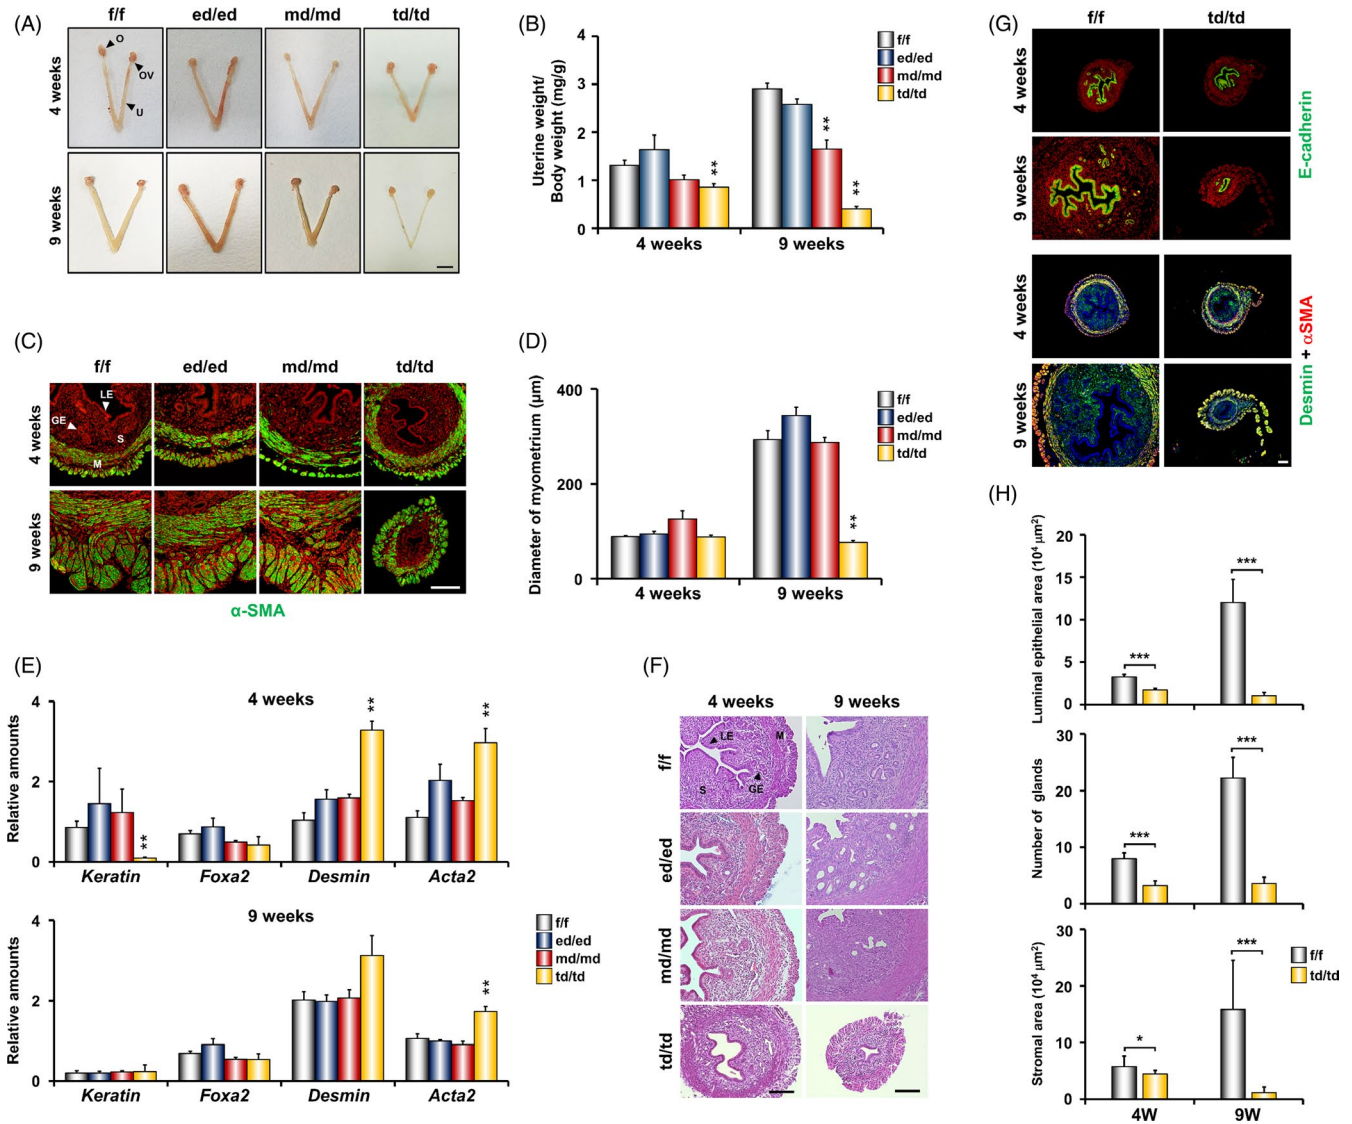 (A)
f/f ed/ed md/md td/td
4 weeks
O
OV
U
9 weeks
(B)
Uterine weight/
Body weight (mg/g)
4
3
2
1
0
**
**
**
4 weeks 9 weeks
f/f
ed/ed
md/md
td/td
(C)
f/f ed/ed md/md td/td
4 weeks
LE
GE
S
M
9 weeks
α-SMA
(D)
Diameter of myometrium (μm)
400
200
0
**
4 weeks 9 weeks
f/f
ed/ed
md/md
td/td
(E)
4 weeks
Relative amounts
4
2
0
**
**
**
Keratin Foxa2 Desmin Acta2
9 weeks
Relative amounts
4
2
0
**
Keratin Foxa2 Desmin Acta2
f/f
ed/ed
md/md
td/td
(F)
4 weeks 9 weeks
f/f
LE
M
S
GE
ed/ed
md/md
td/td
(G)
f/f td/td
4 weeks
9 weeks
E-cadherin
4 weeks
9 weeks
Desmin + αSMA
(H)
Luminal epithelial area (10⁴ μm²)
20
15
10
5
0
***
***
Number of glands
30
20
10
0
***
***
Stromal area (10⁴ μm²)
30
20
10
0
*
***
4W 9W
f/f
td/td